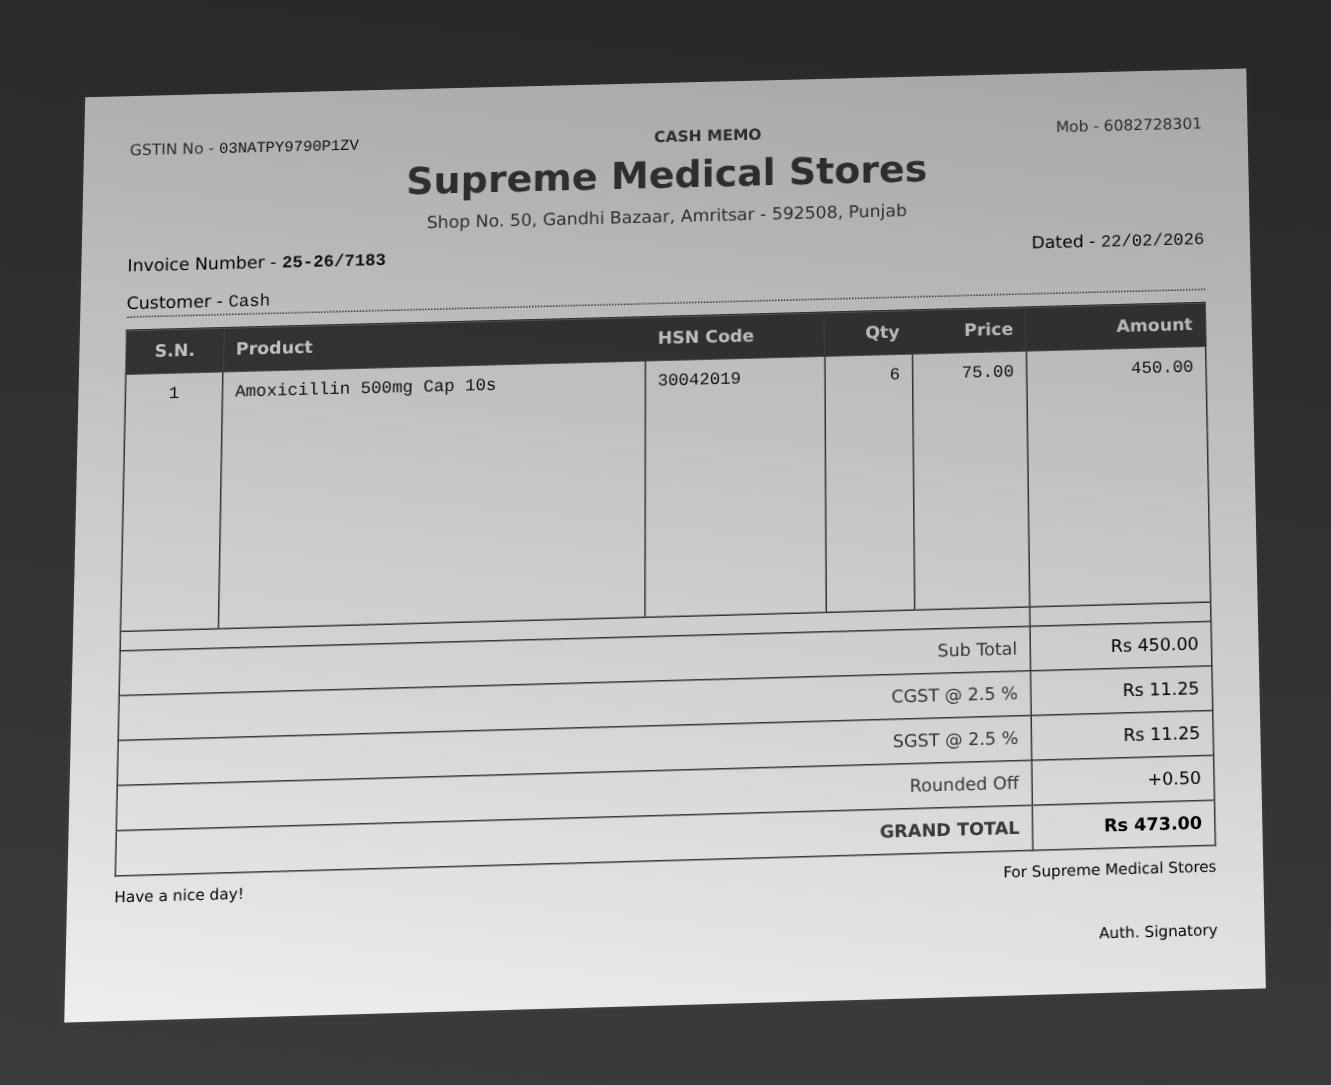 GSTIN No - 03NATPY9790P1ZV
CASH MEMO
Mob - 6082728301
Supreme Medical Stores
Shop No. 50, Gandhi Bazaar, Amritsar - 592508, Punjab
Invoice Number - 25-26/7183
Dated - 22/02/2026
Customer - Cash
S.N. Product HSN Code Qty Price Amount
1 Amoxicillin 500mg Cap 10s 30042019 6 75.00 450.00
Sub Total Rs 450.00
CGST @ 2.5 % Rs 11.25
SGST @ 2.5 % Rs 11.25
Rounded Off +0.50
GRAND TOTAL Rs 473.00
Have a nice day!
For Supreme Medical Stores
Auth. Signatory